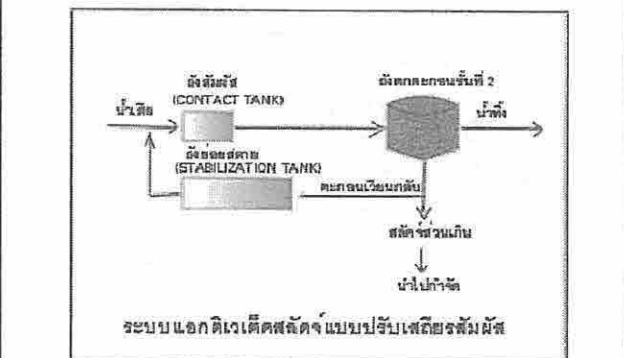 ถังสัมผัส
(CONTACT TANK)
ถังตกตะกอนชั้นที่ 2
น้ำเสีย
น้ำทิ้ง
ถังย่อยสลาย
(STABILIZATION TANK)
ตะกอนเวียนกลับ
สลัดจ์ส่วนเกิน
นำไปกำจัด
ระบบแอกติเวเต็ดสลัดจ์แบบปรับเสถียรสัมผัส